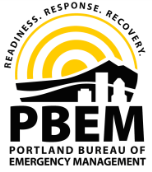 READINESS. RESPONSE. RECOVERY.
PBEM
PORTLAND BUREAU OF
EMERGENCY MANAGEMENT